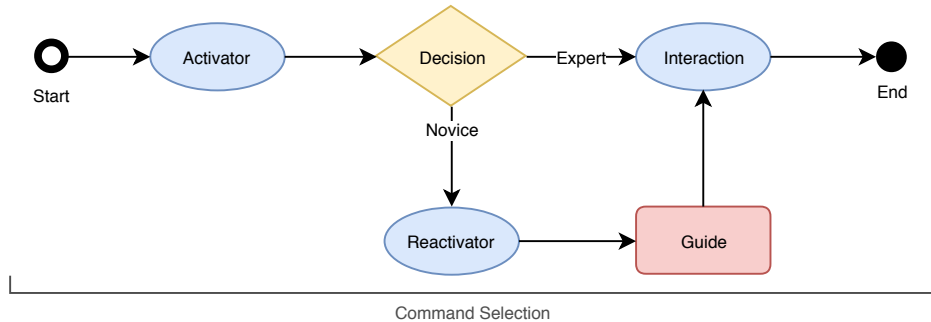 Activator
Decision
Expert
Interaction
Start
End
Novice
Reactivator
Guide
Command Selection